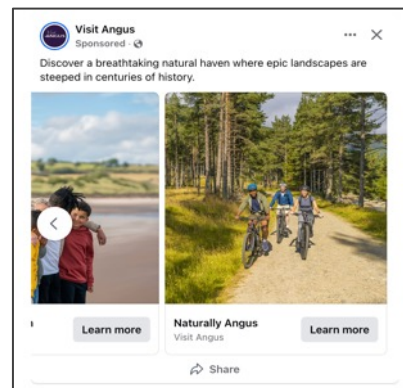 Visit Angus
Sponsored ·
Discover a breathtaking natural haven where epic landscapes are
steeped in centuries of history.
Learn more
Naturally Angus
Visit Angus
Learn more
Share